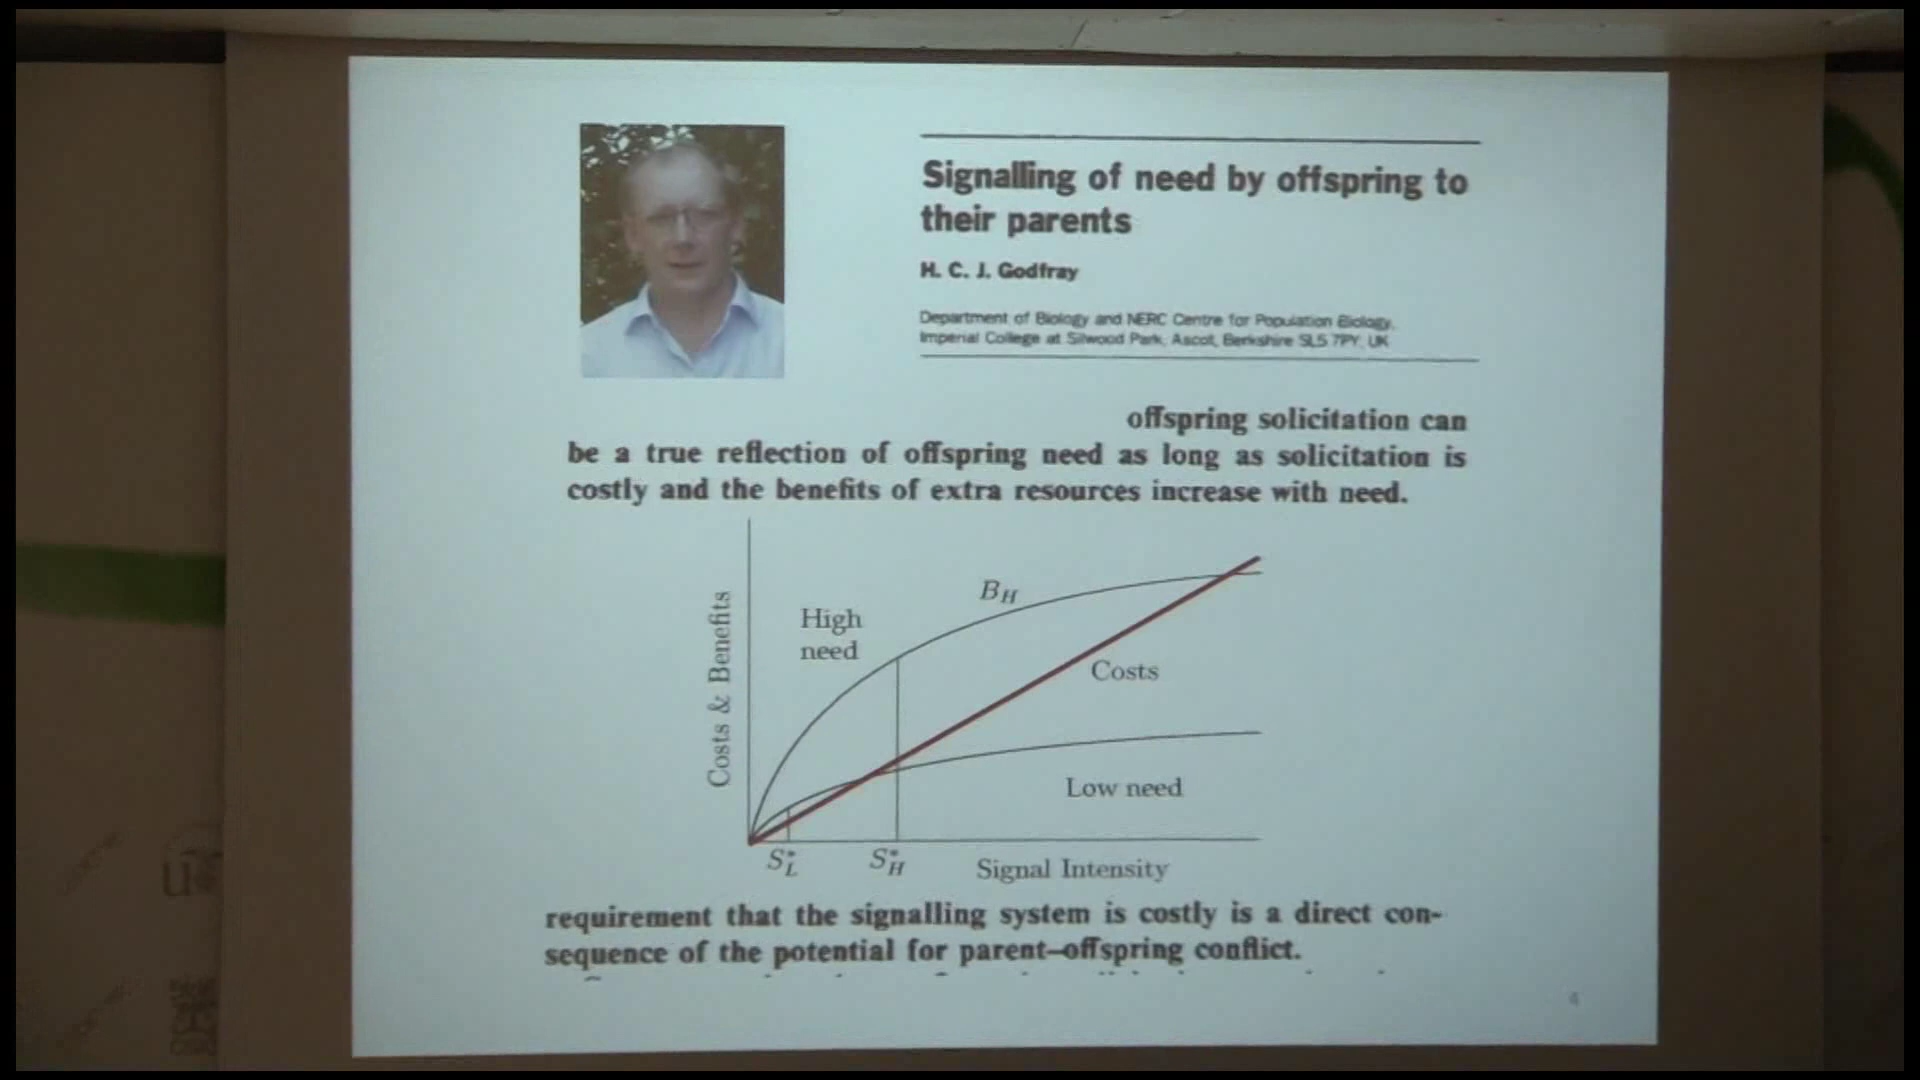 Signalling of need by offspring to
their parents
H. C. J. Godfray
Department of Biology and NERC Centre for Population Biology,
Imperial College at Silwood Park, Ascot, Berkshire SL5 7PY, UK
offspring solicitation can
be a true reflection of offspring need as long as solicitation is
costly and the benefits of extra resources increase with need.
Costs & Benefits
High
need
B_H
Costs
Low need
S*_L
S*_H
Signal Intensity
requirement that the signalling system is costly is a direct con-
sequence of the potential for parent–offspring conflict.
4